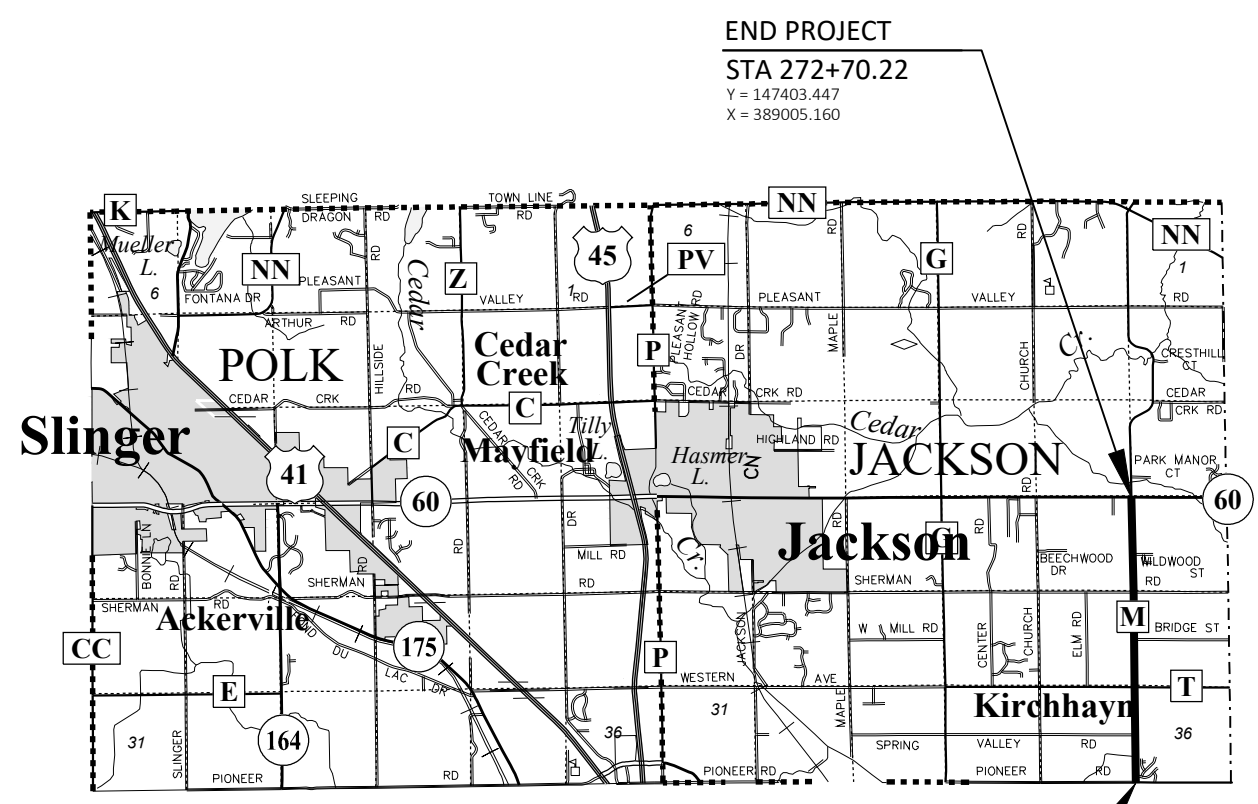 END PROJECT
STA 272+70.22
Y = 147403.447
X = 389005.160
SLEEPING
DRAGON
RD
TOWN LINE
RD
K
NN
NN
Mueller
L.
6
NN
PLEASANT
FONTANA DR
ARTHUR
RD
RD
Cedar
Z
VALLEY
1
RD
45
6
PV
PLEASANT
HOLLOW RD
DR
PLEASANT
RD
MAPLE
G
VALLEY
RD
CHURCH
1
RD
POLK
HILLSIDE
Cedar
Creek
P
Cr.
CRESTHILL
CT
CEDAR
CRK
RD
C
CEDAR
CRK RD
CEDAR
CRK RD
Slinger
C
CEDAR
CRK
RD
Mayfield
Tilly
L.
Hasmer
L.
CN
HIGHLAND RD
Cedar
JACKSON
PARK MANOR
CT
41
60
RD
60
BONNIE LN
RD
RD
RD
DR
MILL RD
Cr.
Jackson
RD
G
RD
BEECHWOOD
DR
WILDWOOD
ST
SHERMAN
RD
SHERMAN
RD
SHERMAN
RD
Ackerville
ND
DU
LAC
DR
175
JACKSON
W
MILL RD
CENTER
CHURCH
ELM RD
M
BRIDGE ST
CC
P
WESTERN
AVE
T
E
31
SLINGER
164
36
31
MAPLE
Kirchhayn
36
SPRING
VALLEY
RD
PIONEER
RD
PIONEER
RD
PIONEER
RD